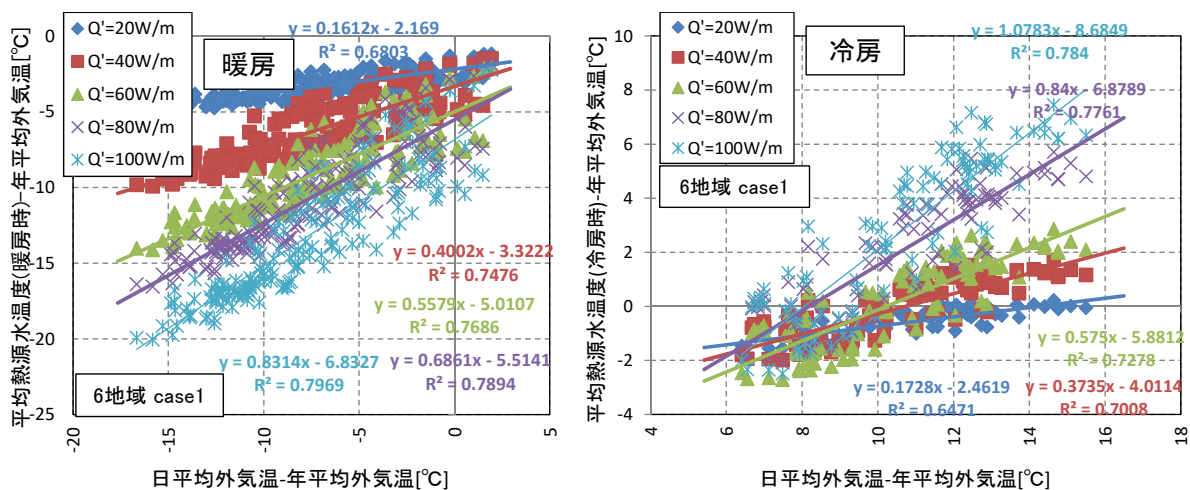 Q'=20W/m
Q'=40W/m
Q'=60W/m
Q'=80W/m
Q'=100W/m
暖房
y = 0.1612x - 2.169
R² = 0.6803
y = 0.4002x - 3.3222
R² = 0.7476
y = 0.5579x - 5.0107
R² = 0.7686
y = 0.8314x - 6.8327
R² = 0.7969
y = 0.6861x - 5.5141
R² = 0.7894
6地域 case1
0
-5
-10
-15
-20
-25
-20
-15
-10
-5
0
5
平均熱源水温度(暖房時)-年平均外気温[℃]
日平均外気温-年平均外気温[℃]
Q'=20W/m
Q'=40W/m
Q'=60W/m
Q'=80W/m
Q'=100W/m
冷房
6地域 case1
y = 1.0783x - 8.6849
R² = 0.784
y = 0.84x - 6.8789
R² = 0.7761
y = 0.575x - 5.8812
R² = 0.7278
y = 0.1728x - 2.4619
R² = 0.6471
y = 0.3735x - 4.0114
R² = 0.7008
10
8
6
4
2
0
-2
-4
4
6
8
10
12
14
16
18
平均熱源水温度(冷房時)-年平均外気温[℃]
日平均外気温-年平均外気温[℃]